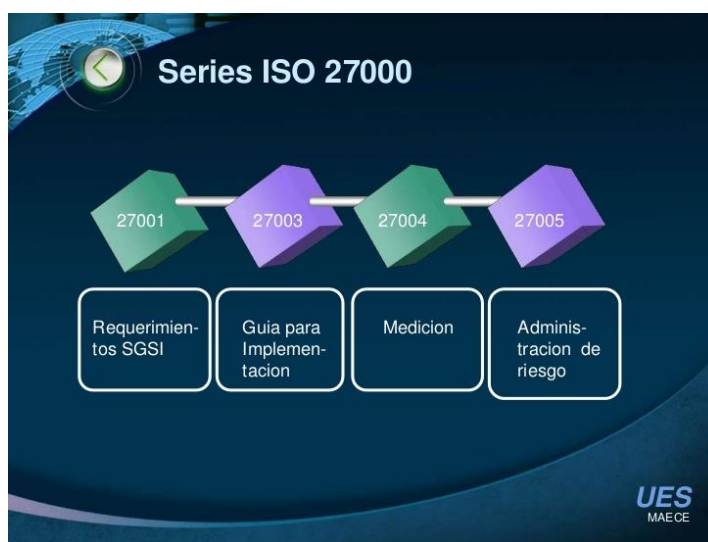 Series ISO 27000
27001
27003
27004
27005
Requerimien-
tos SGSI
Guia para
Implemen-
tacion
Medicion
Adminis-
tracion de
riesgo
UES
MAECE